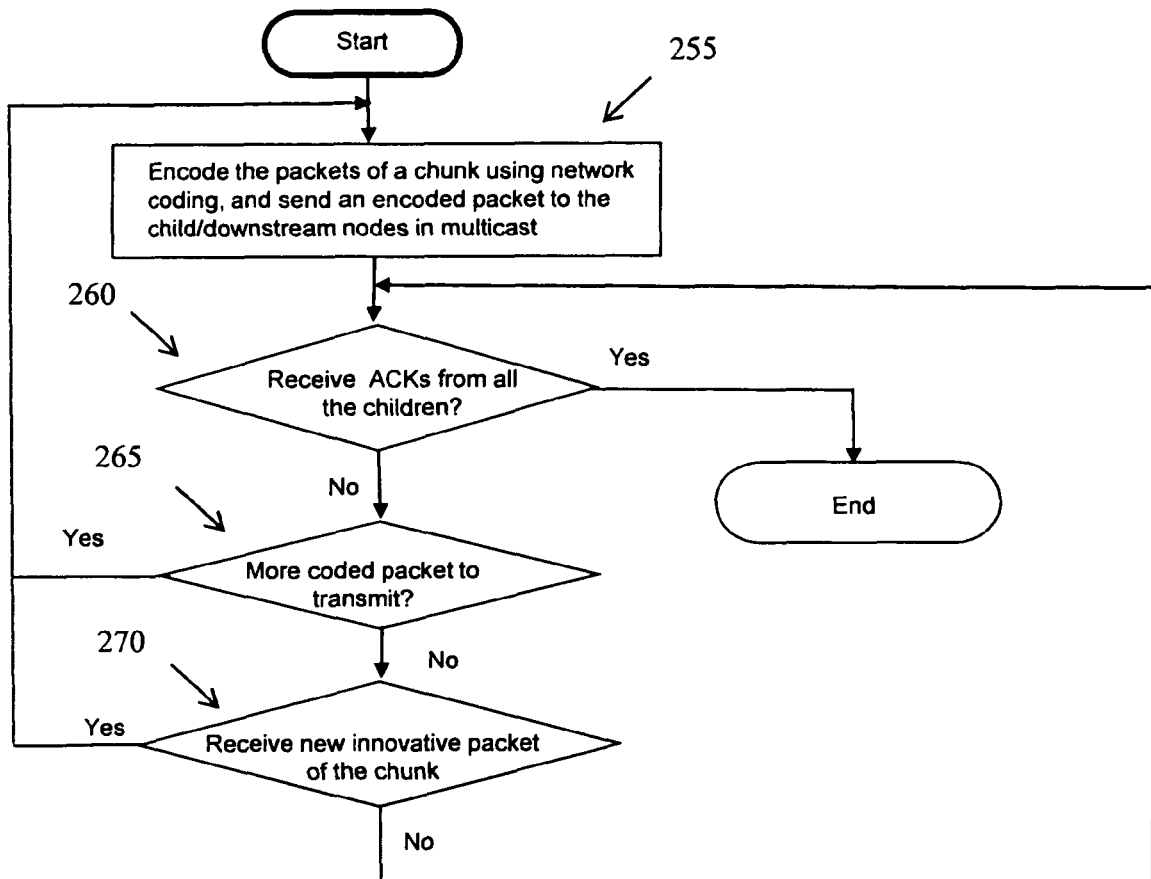 Start
255
Encode the packets of a chunk using network
coding, and send an encoded packet to the
child/downstream nodes in multicast
260
Receive ACKs from all
the children?
Yes
End
No
265
Yes
More coded packet to
transmit?
No
270
Yes
Receive new innovative packet
of the chunk
No